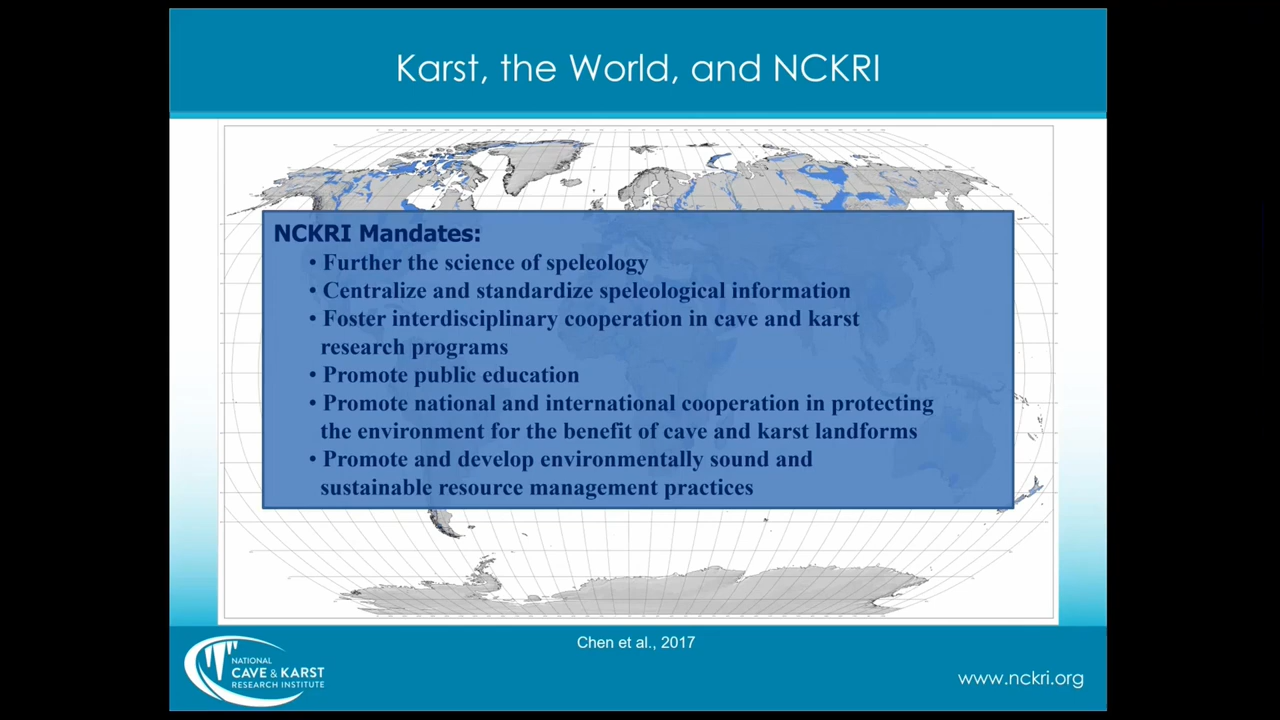 Karst, the World, and NCKRI
NCKRI Mandates:
• Further the science of speleology
• Centralize and standardize speleological information
• Foster interdisciplinary cooperation in cave and karst
research programs
• Promote public education
• Promote national and international cooperation in protecting
the environment for the benefit of cave and karst landforms
• Promote and develop environmentally sound and
sustainable resource management practices
Chen et al., 2017
NATIONAL
CAVE & KARST
RESEARCH INSTITUTE
www.nckri.org